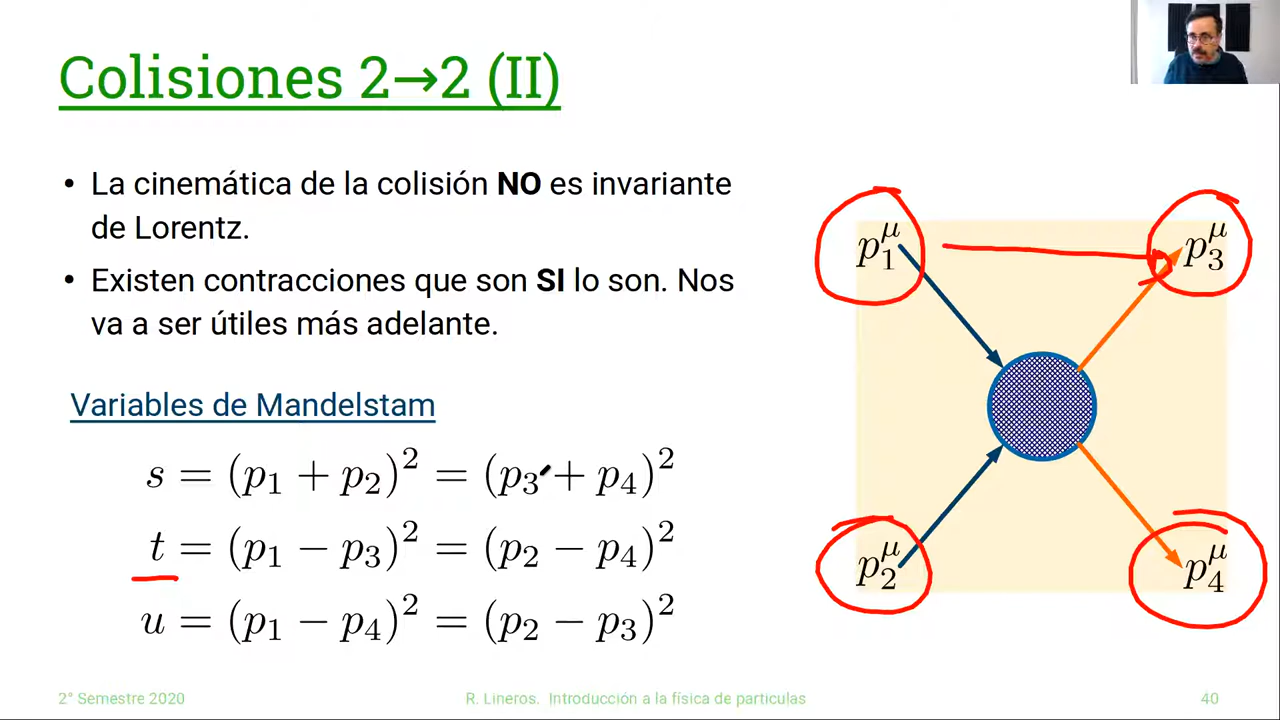 Colisiones 2→2 (II)
• La cinemática de la colisión NO es invariante
de Lorentz.
• Existen contracciones que son SI lo son. Nos
va a ser útiles más adelante.
Variables de Mandelstam
s = (p₁ + p₂)² = (p₃ + p₄)²
t = (p₁ − p₃)² = (p₂ − p₄)²
u = (p₁ − p₄)² = (p₂ − p₃)²
p₁^μ
p₃^μ
p₂^μ
p₄^μ
2° Semestre 2020
R. Lineros. Introducción a la física de particulas
40